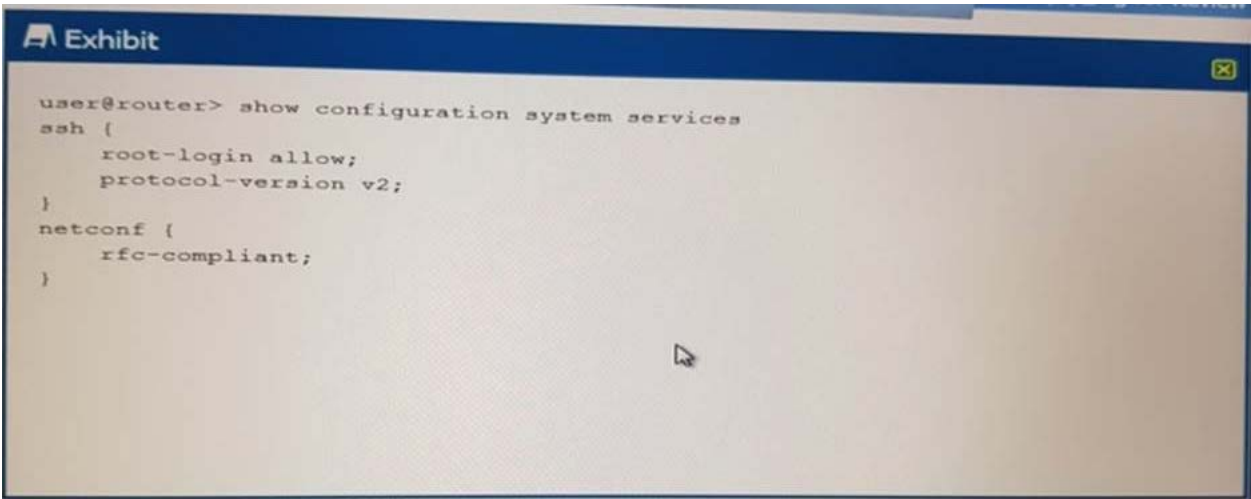 Exhibit
user@router> show configuration system services
ssh {
root-login allow;
protocol-version v2;
}
netconf {
rfc-compliant;
}